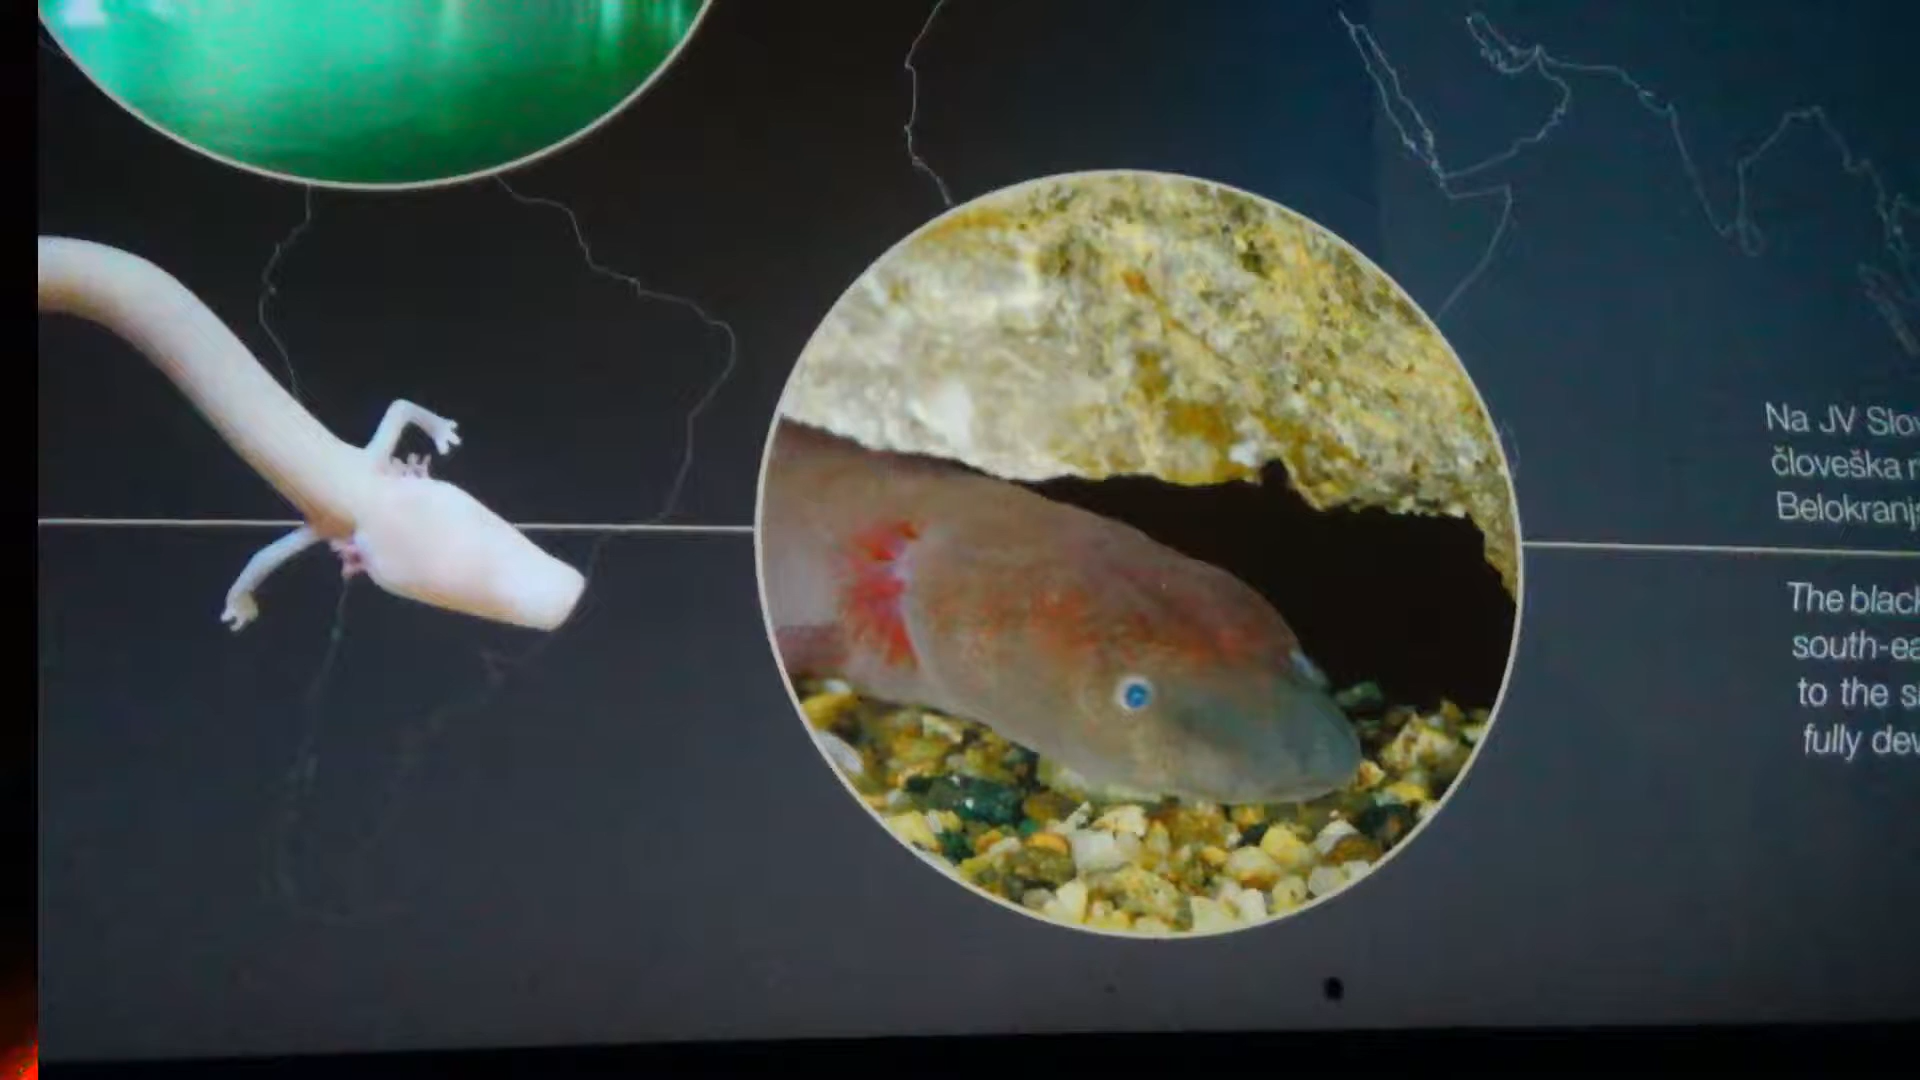 Na JV Slov
človeška r
Belokranjs
The black
south-ea
to the s
fully dev